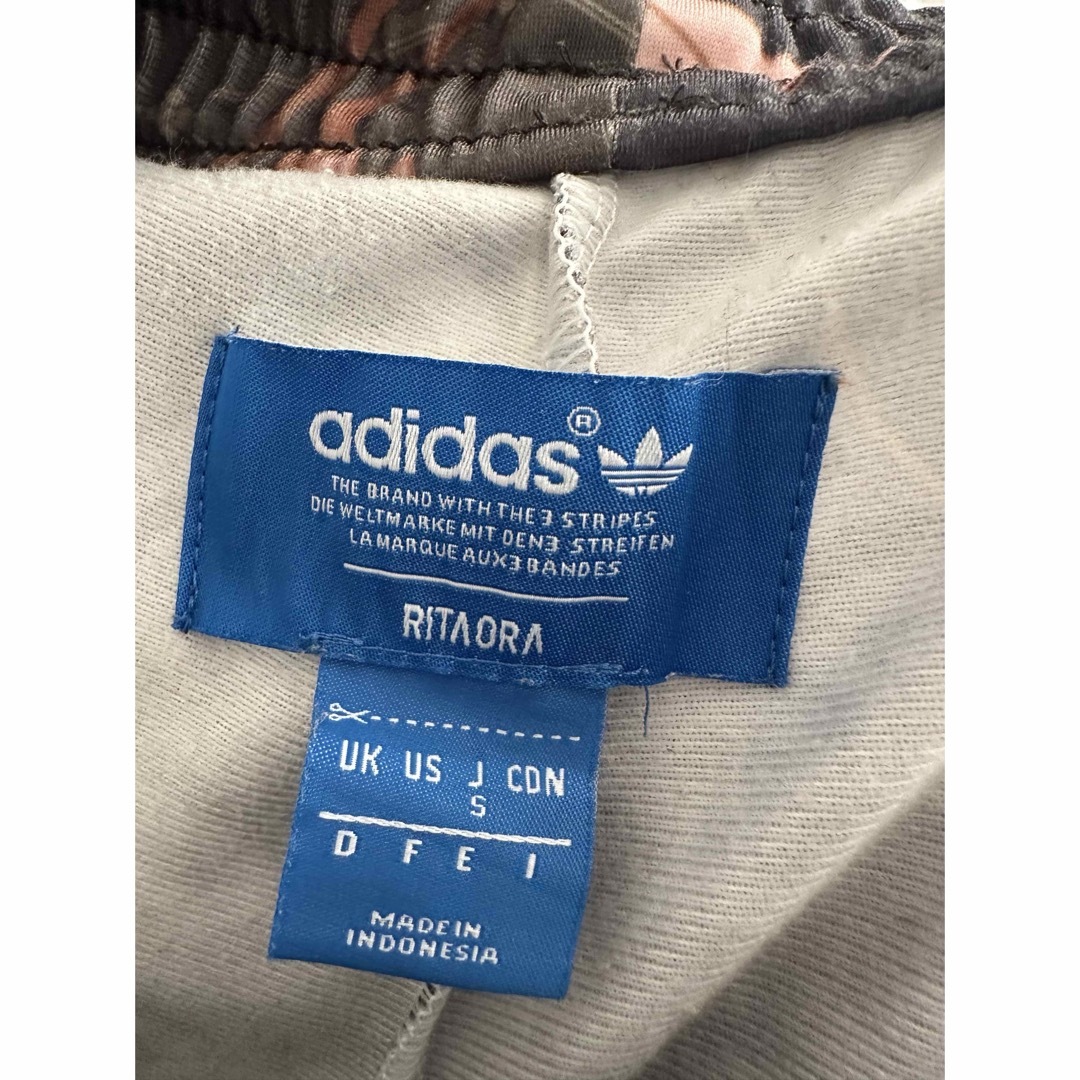 adidas®
THE BRAND WITH THE 3 STRIPES
DIE WELTMARKE MIT DEN 3 STREIFEN
LA MARQUE AUX 3 BANDES
RITA ORA
UK US J CDN
S
D F E I
MADE IN
INDONESIA